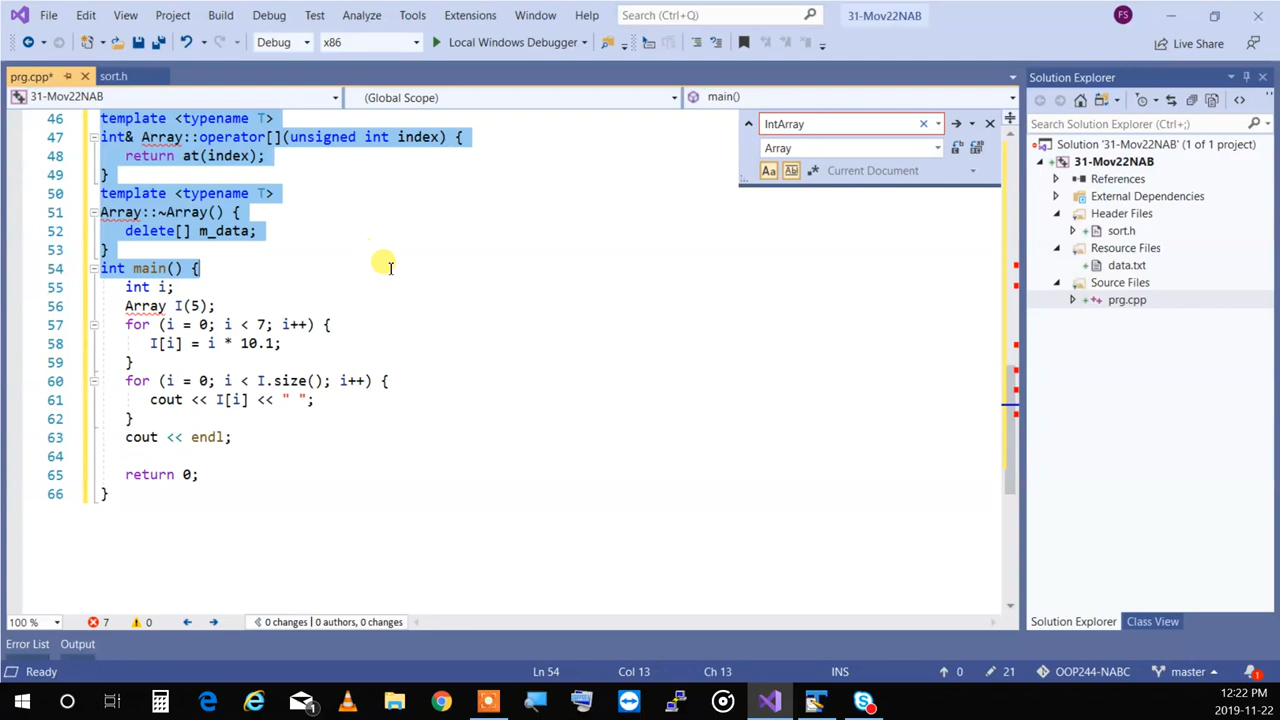 File Edit View Project Build Debug Test Analyze Tools Extensions Window Help Search (Ctrl+Q) 31-Mov22NAB FS
Debug x86 Local Windows Debugger Live Share
prg.cpp* sort.h
31-Mov22NAB (Global Scope) main()
46 template <typename T>
47 int& Array::operator[](unsigned int index) {
48 return at(index);
49 }
50 template <typename T>
51 Array::~Array() {
52 delete[] m_data;
53 }
54 int main() {
55 int i;
56 Array I(5);
57 for (i = 0; i < 7; i++) {
58 I[i] = i * 10.1;
59 }
60 for (i = 0; i < I.size(); i++) {
61 cout << I[i] << " ";
62 }
63 cout << endl;
64
65 return 0;
66 }
IntArray
Array
Aa Ab Current Document
Solution Explorer
Search Solution Explorer (Ctrl+;)
Solution '31-Mov22NAB' (1 of 1 project)
31-Mov22NAB
References
External Dependencies
Header Files
sort.h
Resource Files
data.txt
Source Files
prg.cpp
100 % 7 0 0 changes | 0 authors, 0 changes
Solution Explorer Class View
Error List Output
Ready Ln 54 Col 13 Ch 13 INS 0 21 OOP244-NABC master 1
12:22 PM
2019-11-22